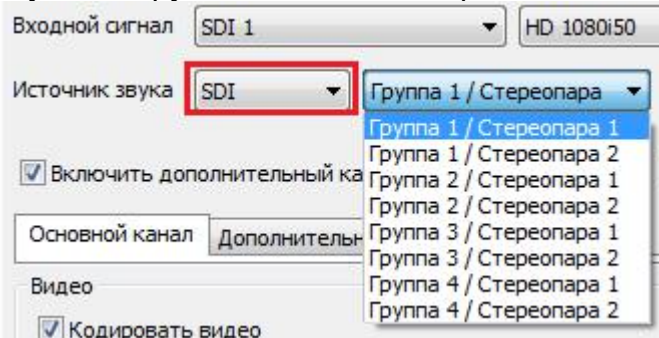 Входной сигнал SDI 1 HD 1080i50
Источник звука SDI Группа 1 / Стереопара
Группа 1 / Стереопара 1
Группа 1 / Стереопара 2
Включить дополнительный ка
Группа 2 / Стереопара 1
Группа 2 / Стереопара 2
Основной канал Дополнительн
Группа 3 / Стереопара 1
Группа 3 / Стереопара 2
Видео
Группа 4 / Стереопара 1
Группа 4 / Стереопара 2
Кодировать видео